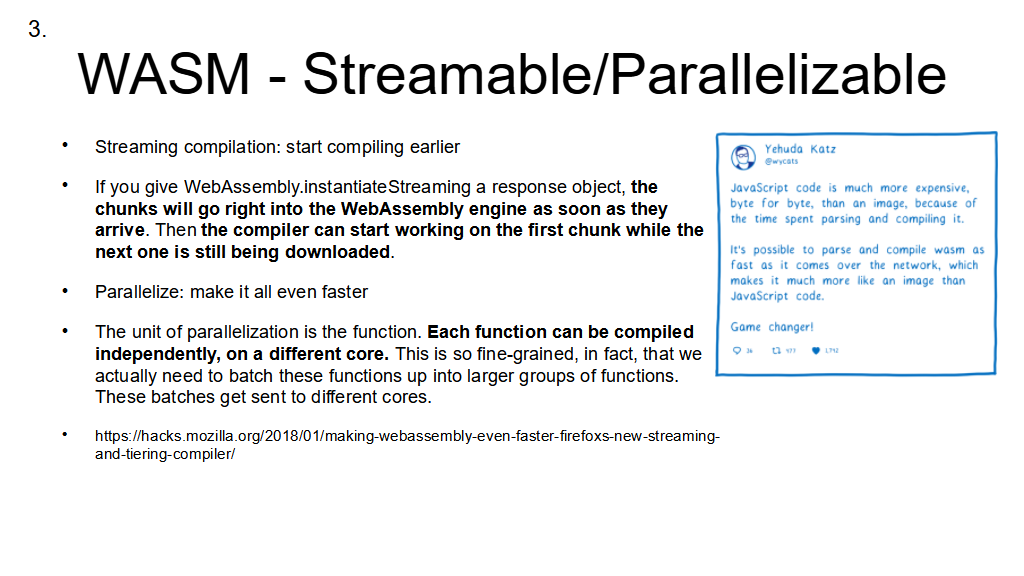 3.
WASM - Streamable/Parallelizable
• Streaming compilation: start compiling earlier
• If you give WebAssembly.instantiateStreaming a response object, the
chunks will go right into the WebAssembly engine as soon as they
arrive. Then the compiler can start working on the first chunk while the
next one is still being downloaded.
• Parallelize: make it all even faster
• The unit of parallelization is the function. Each function can be compiled
independently, on a different core. This is so fine-grained, in fact, that we
actually need to batch these functions up into larger groups of functions.
These batches get sent to different cores.
• https://hacks.mozilla.org/2018/01/making-webassembly-even-faster-firefoxs-new-streaming-
and-tiering-compiler/
Yehuda Katz
@wycats
JavaScript code is much more expensive,
byte for byte, than an image, because of
the time spent parsing and compiling it.
It's possible to parse and compile wasm as
fast as it comes over the network, which
makes it much more like an image than
JavaScript code.
Game changer!